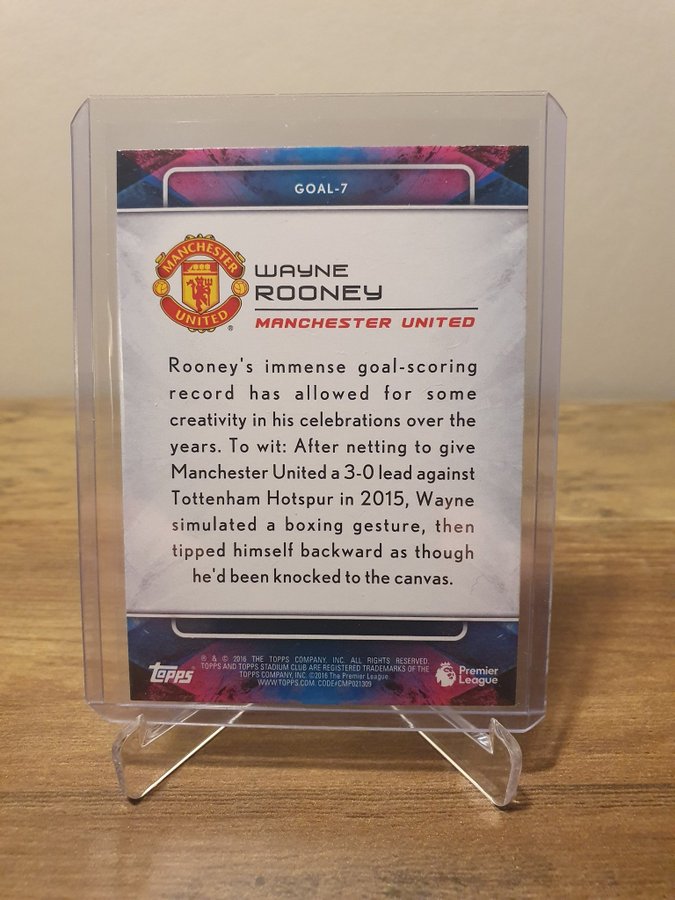 GOAL-7
MANCHESTER
UNITED
®
WAYNE
ROONEY
MANCHESTER UNITED
Rooney's immense goal-scoring
record has allowed for some
creativity in his celebrations over the
years. To wit: After netting to give
Manchester United a 3-0 lead against
Tottenham Hotspur in 2015, Wayne
simulated a boxing gesture, then
tipped himself backward as though
he'd been knocked to the canvas.
topps
® & © 2016 THE TOPPS COMPANY, INC. ALL RIGHTS RESERVED.
TOPPS AND TOPPS STADIUM CLUB ARE REGISTERED TRADEMARKS OF THE
TOPPS COMPANY, INC. ©2016 The Premier League
WWW.TOPPS.COM. CODE#CMP021309
Premier
League